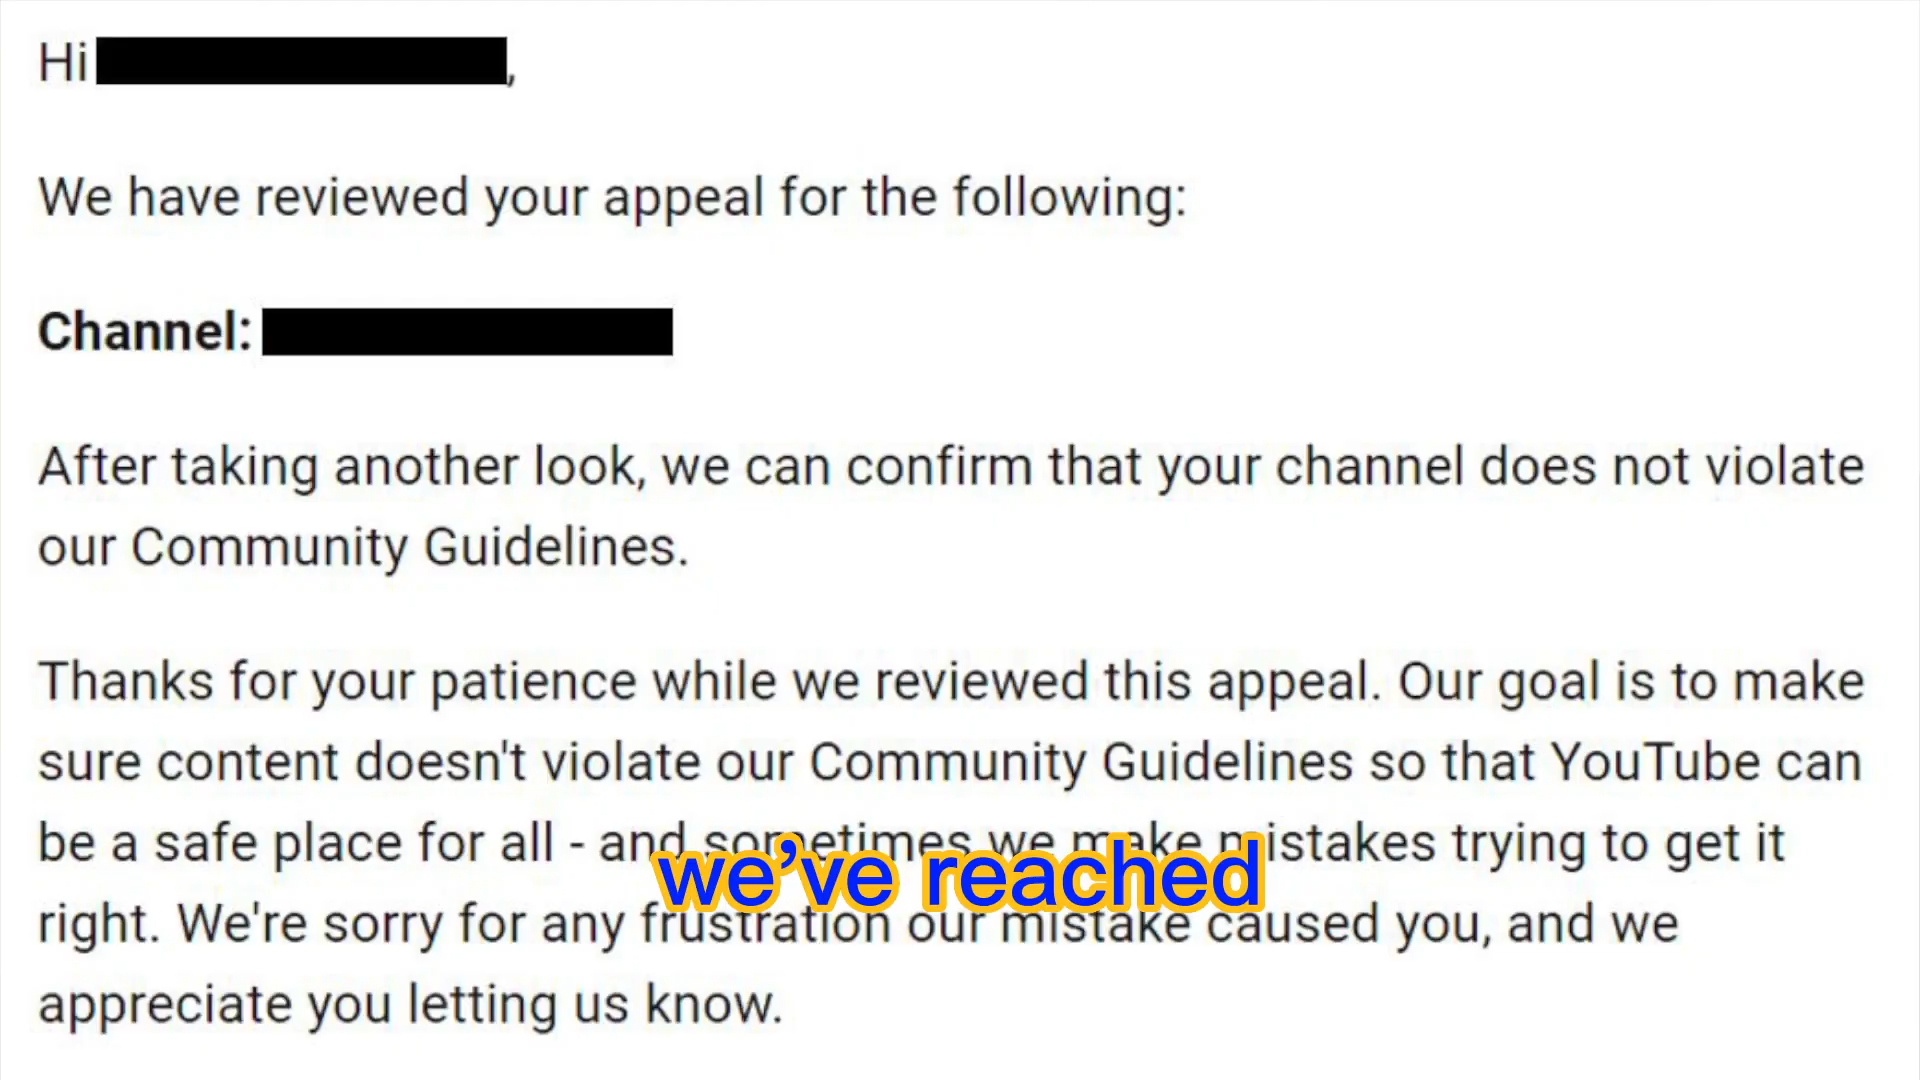 Hi ,
We have reviewed your appeal for the following:
Channel:
After taking another look, we can confirm that your channel does not violate
our Community Guidelines.
Thanks for your patience while we reviewed this appeal. Our goal is to make
sure content doesn't violate our Community Guidelines so that YouTube can
be a safe place for all - and sometimes we make mistakes trying to get it
we’ve reached
right. We're sorry for any frustration our mistake caused you, and we
appreciate you letting us know.